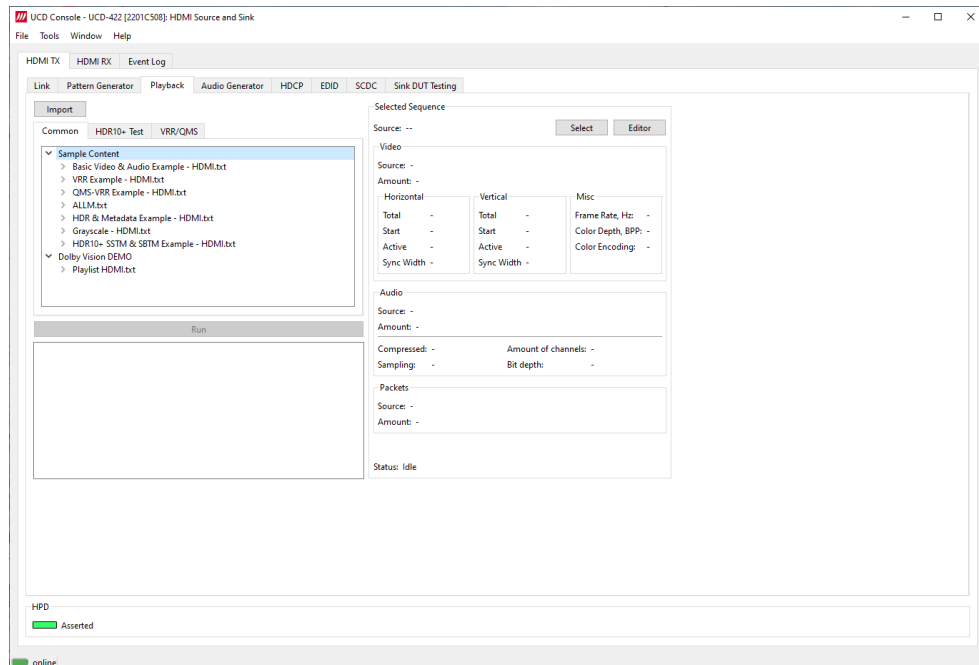 UCD Console - UCD-422 [2201C508]: HDMI Source and Sink
File Tools Window Help
HDMI TX HDMI RX Event Log
Link Pattern Generator Playback Audio Generator HDCP EDID SCDC Sink DUT Testing
Import
Common HDR10+ Test VRR/QMS
Sample Content
Basic Video & Audio Example - HDMI.txt
VRR Example - HDMI.txt
QMS-VRR Example - HDMI.txt
ALLM.txt
HDR & Metadata Example - HDMI.txt
Grayscale - HDMI.txt
HDR10+ SSTM & SBTM Example - HDMI.txt
Dolby Vision DEMO
Playlist HDMI.txt
Run
Selected Sequence
Source: -- Select Editor
Video
Source: -
Amount: -
Horizontal Vertical Misc
Total - Total - Frame Rate, Hz: -
Start - Start - Color Depth, BPP: -
Active - Active - Color Encoding: -
Sync Width - Sync Width -
Audio
Source: -
Amount: -
Compressed: - Amount of channels: -
Sampling: - Bit depth: -
Packets
Source: -
Amount: -
Status: Idle
HPD
Asserted
online